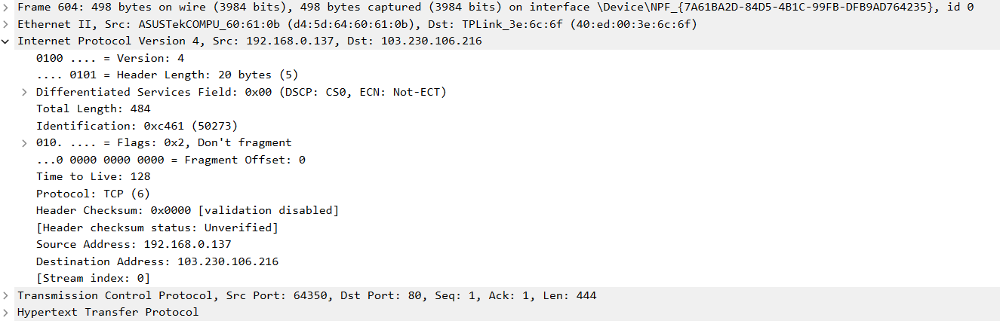 Frame 604: 498 bytes on wire (3984 bits), 498 bytes captured (3984 bits) on interface \Device\NPF_{7A61BA2D-84D5-4B1C-99FB-DFB9AD764235}, id 0
Ethernet II, Src: ASUSTekCOMPU_60:61:0b (d4:5d:64:60:61:0b), Dst: TPLink_3e:6c:6f (40:ed:00:3e:6c:6f)
Internet Protocol Version 4, Src: 192.168.0.137, Dst: 103.230.106.216
0100 .... = Version: 4
.... 0101 = Header Length: 20 bytes (5)
Differentiated Services Field: 0x00 (DSCP: CS0, ECN: Not-ECT)
Total Length: 484
Identification: 0xc461 (50273)
010. .... = Flags: 0x2, Don't fragment
...0 0000 0000 0000 = Fragment Offset: 0
Time to Live: 128
Protocol: TCP (6)
Header Checksum: 0x0000 [validation disabled]
[Header checksum status: Unverified]
Source Address: 192.168.0.137
Destination Address: 103.230.106.216
[Stream index: 0]
Transmission Control Protocol, Src Port: 64350, Dst Port: 80, Seq: 1, Ack: 1, Len: 444
Hypertext Transfer Protocol